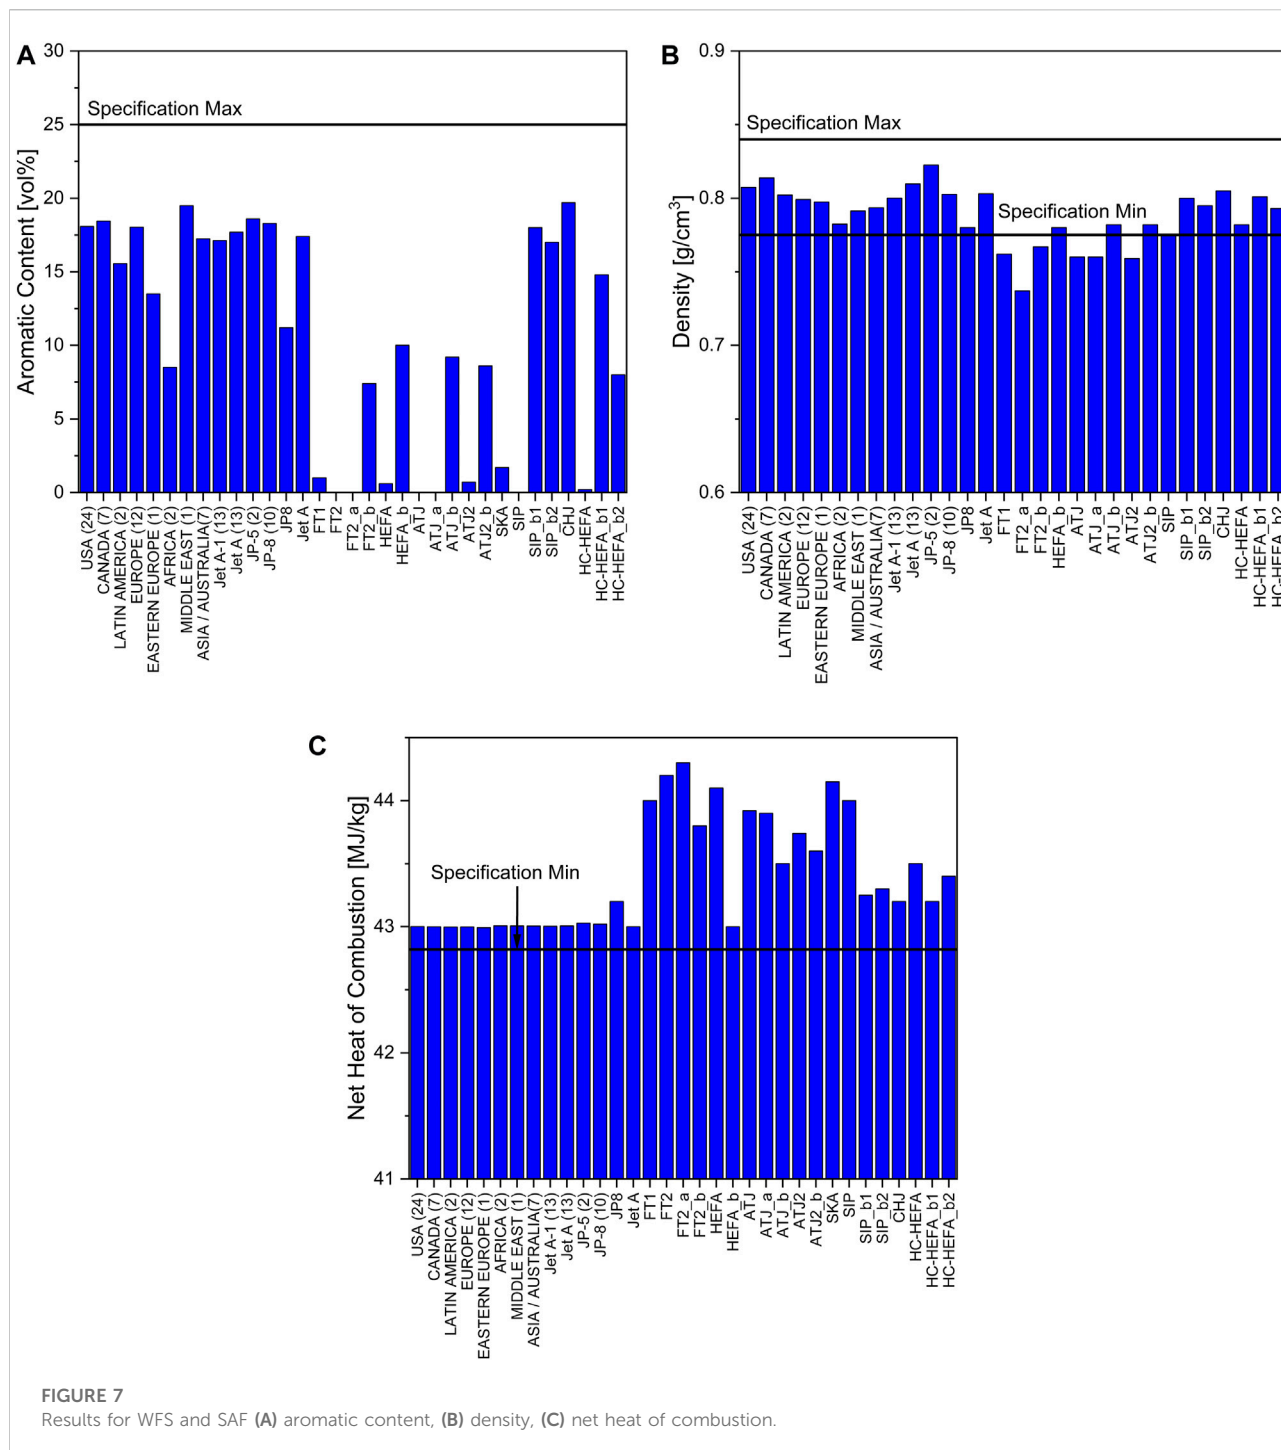 A
30
25
20
15
10
5
0
Aromatic Content [vol%]
Specification Max
USA (24)
CANADA (7)
LATIN AMERICA (2)
EUROPE (12)
EASTERN EUROPE (1)
AFRICA (2)
MIDDLE EAST (1)
ASIA / AUSTRALIA(7)
Jet A-1 (13)
Jet A (13)
JP-5 (2)
JP-8 (10)
JP8
Jet A
FT1
FT2
FT2_a
FT2_b
HEFA
HEFA_b
ATJ
ATJ_a
ATJ_b
ATJ2
ATJ2_b
SKA
SIP
SIP_b1
SIP_b2
CHJ
HC-HEFA
HC-HEFA_b1
HC-HEFA_b2
B
0.9
0.8
0.7
0.6
Density [g/cm3]
Specification Max
Specification Min
USA (24)
CANADA (7)
LATIN AMERICA (2)
EUROPE (12)
EASTERN EUROPE (1)
AFRICA (2)
MIDDLE EAST (1)
ASIA / AUSTRALIA(7)
Jet A-1 (13)
Jet A (13)
JP-5 (2)
JP-8 (10)
JP8
Jet A
FT1
FT2_a
FT2_b
HEFA_b
ATJ
ATJ_a
ATJ_b
ATJ2
ATJ2_b
SIP
SIP_b1
SIP_b2
CHJ
HC-HEFA
HC-HEFA_b1
HC-HEFA_b2
C
44
43
42
41
Net Heat of Combustion [MJ/kg]
Specification Min
USA (24)
CANADA (7)
LATIN AMERICA (2)
EUROPE (12)
EASTERN EUROPE (1)
AFRICA (2)
MIDDLE EAST (1)
ASIA / AUSTRALIA(7)
Jet A-1 (13)
Jet A (13)
JP-5 (2)
JP-8 (10)
JP8
Jet A
FT1
FT2
FT2_a
FT2_b
HEFA
HEFA_b
ATJ
ATJ_a
ATJ_b
ATJ2
ATJ2_b
SKA
SIP
SIP_b1
SIP_b2
CHJ
HC-HEFA
HC-HEFA_b1
HC-HEFA_b2
FIGURE 7
Results for WFS and SAF (A) aromatic content, (B) density, (C) net heat of combustion.